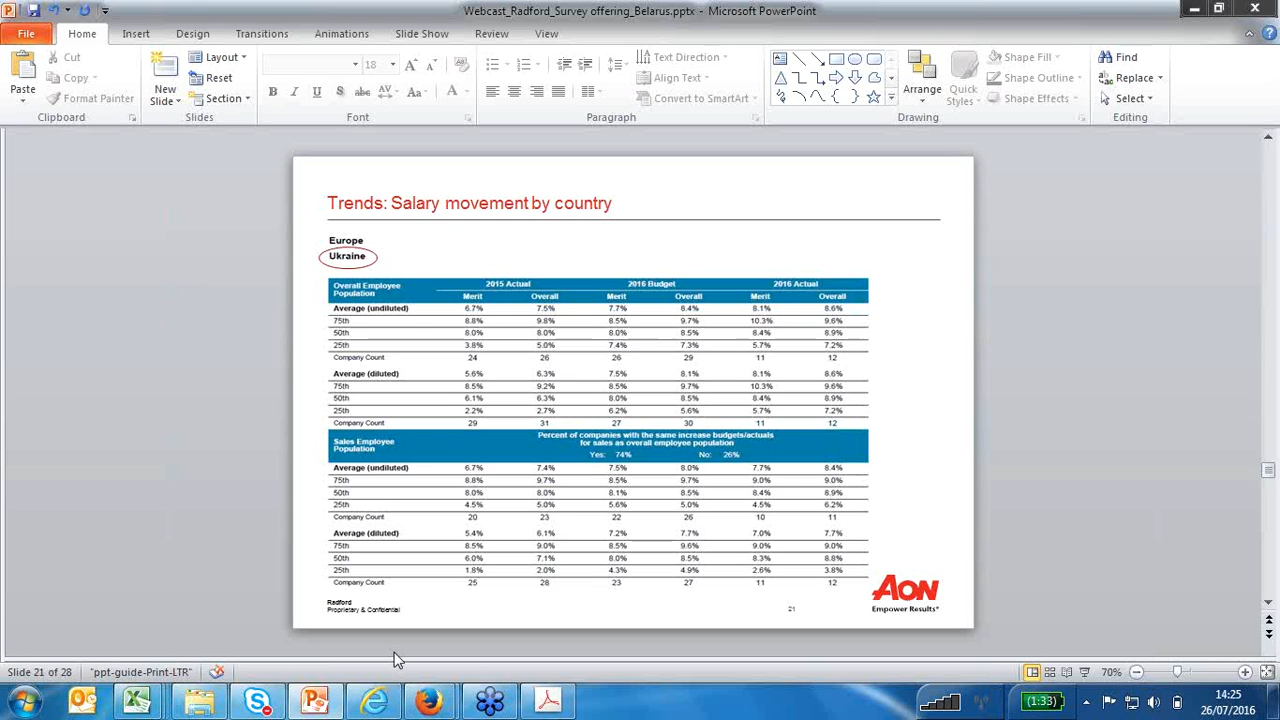 Webcast_Radford_Survey offering_Belarus.pptx - Microsoft PowerPoint
File Home Insert Design Transitions Animations Slide Show Review View
Cut Layout 18 Text Direction Shape Fill Find
Copy Reset Align Text Shape Outline Replace
Paste Format Painter New Slide Section B I U S abc AV Aa A Convert to SmartArt Arrange Quick Styles Shape Effects Select
Clipboard Slides Font Paragraph Drawing Editing
Trends: Salary movement by country
Europe
Ukraine
Overall Employee Population 2015 Actual 2016 Budget 2016 Actual
Merit Overall Merit Overall Merit Overall
Average (undiluted) 6.7% 7.5% 7.7% 8.4% 8.1% 8.6%
75th 8.8% 9.8% 8.5% 9.7% 10.3% 9.6%
50th 8.0% 8.0% 8.0% 8.5% 8.4% 8.9%
25th 3.8% 5.0% 7.4% 7.3% 5.7% 7.2%
Company Count 24 26 26 29 11 12
Average (diluted) 5.6% 6.3% 7.5% 8.1% 8.1% 8.6%
75th 8.5% 9.2% 8.5% 9.7% 10.3% 9.6%
50th 6.1% 6.3% 8.0% 8.5% 8.4% 8.9%
25th 2.2% 2.7% 6.2% 5.6% 5.7% 7.2%
Company Count 29 31 27 30 11 12
Sales Employee Population Percent of companies with the same increase budgets/actuals
for sales as overall employee population
Yes: 74% No: 26%
Average (undiluted) 6.7% 7.4% 7.5% 8.0% 7.7% 8.4%
75th 8.8% 9.7% 8.5% 9.7% 9.0% 9.0%
50th 8.0% 8.0% 8.1% 8.5% 8.4% 8.9%
25th 4.5% 5.0% 5.6% 5.0% 4.5% 6.2%
Company Count 20 23 22 26 10 11
Average (diluted) 5.4% 6.1% 7.2% 7.7% 7.0% 7.7%
75th 8.5% 9.0% 8.5% 9.6% 9.0% 9.0%
50th 6.0% 7.1% 8.0% 8.5% 8.3% 8.8%
25th 1.8% 2.0% 4.3% 4.9% 2.6% 3.8%
Company Count 25 28 23 27 11 12
Radford
Proprietary & Confidential
21
AON
Empower Results®
Slide 21 of 28 "ppt-guide-Print-LTR" 70%
(1:33) 14:25
26/07/2016